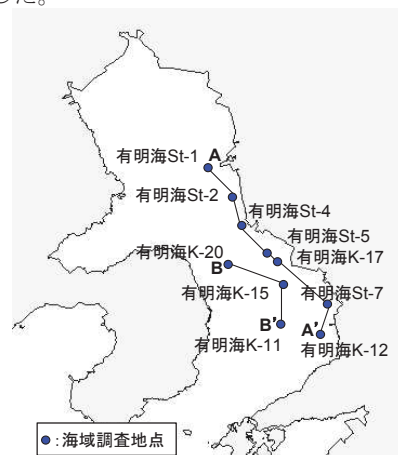 した。
有明海St-1 A
有明海St-2
有明海St-4
有明海St-5
有明海K-20
有明海K-17
B
有明海K-15
有明海St-7
B’
A’
有明海K-11
有明海K-12
●:海域調査地点